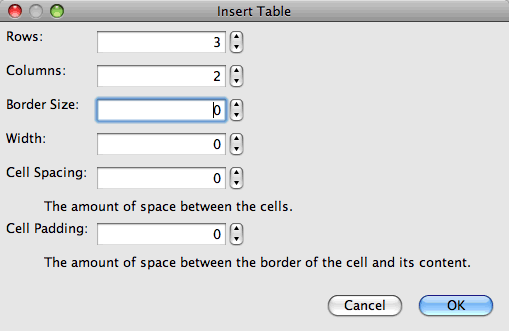 Insert Table
Rows: 3
Columns: 2
Border Size: 0
Width: 0
Cell Spacing: 0
The amount of space between the cells.
Cell Padding: 0
The amount of space between the border of the cell and its content.
Cancel OK